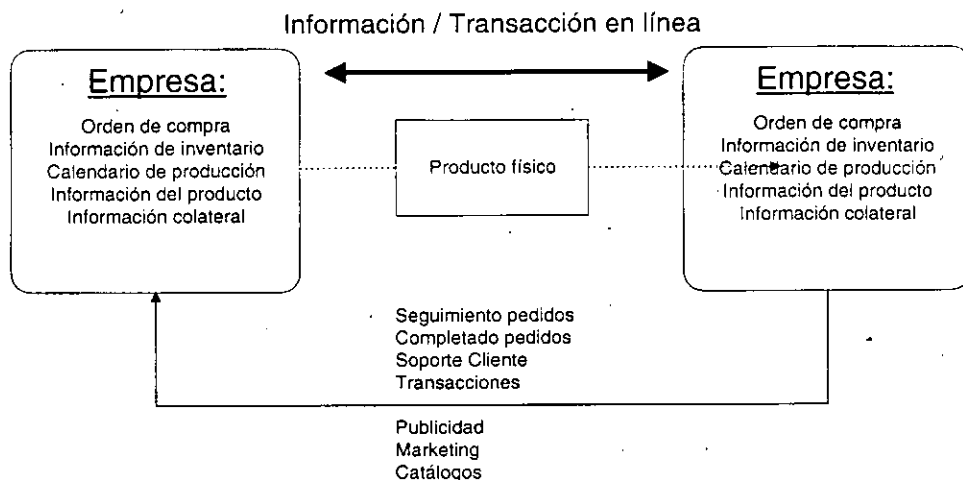 Información / Transacción en línea
Empresa:
Orden de compra
Información de inventario
Calendario de producción
Información del producto
Información colateral
Producto físico
Empresa:
Orden de compra
Información de inventario
Calendario de producción
Información del producto
Información colateral
Seguimiento pedidos
Completado pedidos
Soporte Cliente
Transacciones
Publicidad
Marketing
Catálogos